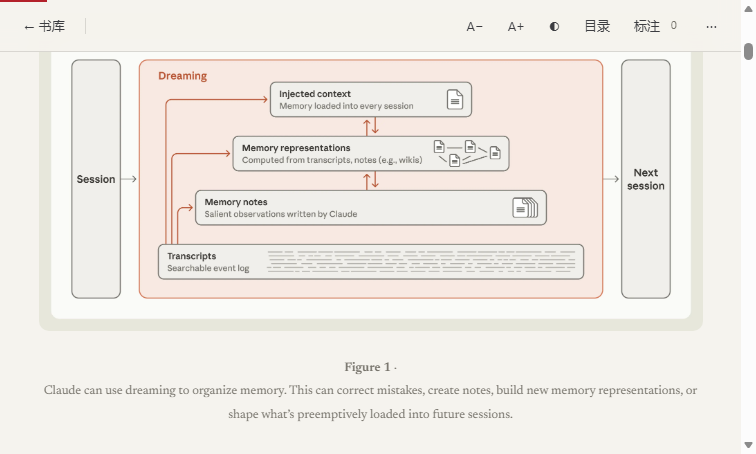 ← 书库
A−
A+
目录
标注 0
···
Dreaming
Injected context
Memory loaded into every session
Memory representations
Computed from transcripts, notes (e.g., wikis)
Session
Next
session
Memory notes
Salient observations written by Claude
Transcripts
Searchable event log
Figure 1 ·
Claude can use dreaming to organize memory. This can correct mistakes, create notes, build new memory representations, or
shape what’s preemptively loaded into future sessions.